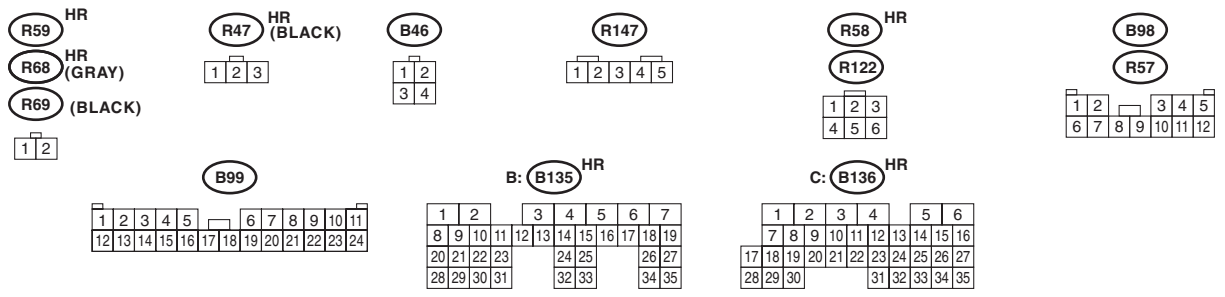 R59 HR
R68 HR
(GRAY)
R69 (BLACK)
1 2
R47 HR
(BLACK)
1 2 3
B46
1 2
3 4
R147
1 2 3 4 5
R58 HR
R122
1 2 3
4 5 6
B98
R57
1 2 3 4 5
6 7 8 9 10 11 12
B99
1 2 3 4 5 6 7 8 9 10 11
12 13 14 15 16 17 18 19 20 21 22 23 24
B: B135 HR
1 2 3 4 5 6 7
8 9 10 11 12 13 14 15 16 17 18 19
20 21 22 23 24 25 26 27
28 29 30 31 32 33 34 35
C: B136 HR
1 2 3 4 5 6
7 8 9 10 11 12 13 14 15 16
17 18 19 20 21 22 23 24 25 26 27
28 29 30 31 32 33 34 35